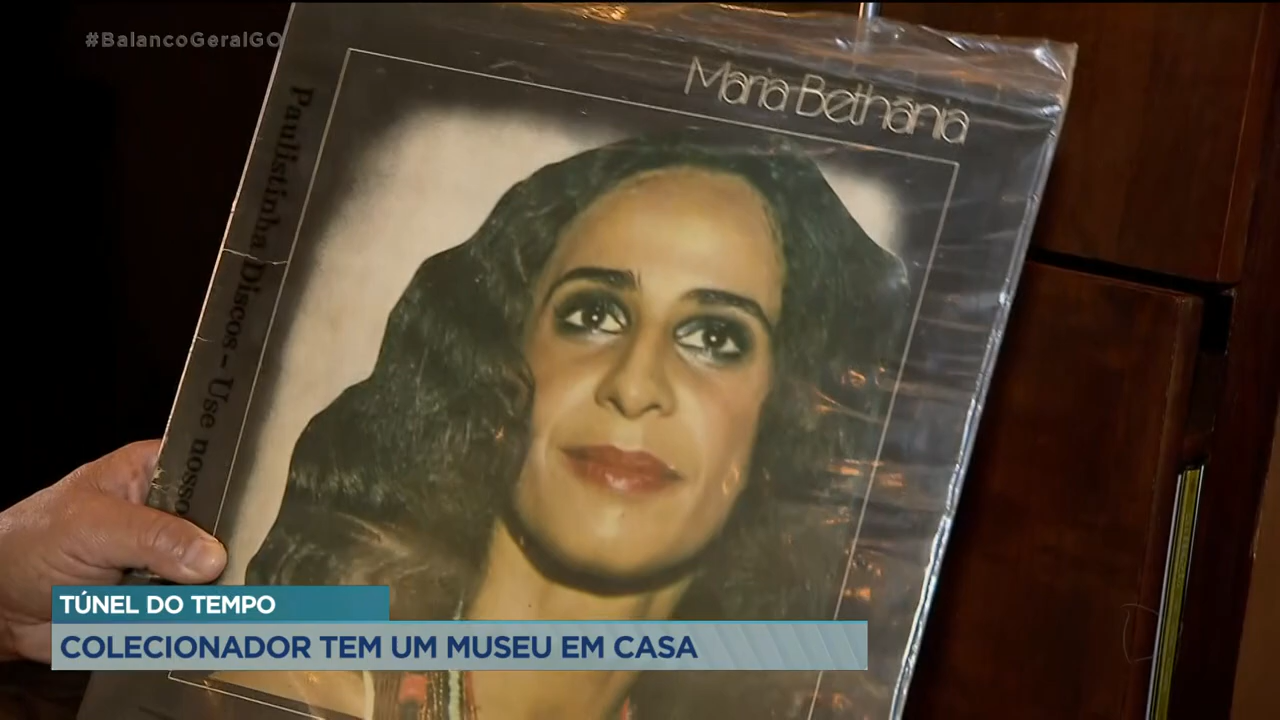 #BalancoGeralGO
Maria Bethânia
Paulistinha Discos - Use nosso
TÚNEL DO TEMPO
COLECIONADOR TEM UM MUSEU EM CASA